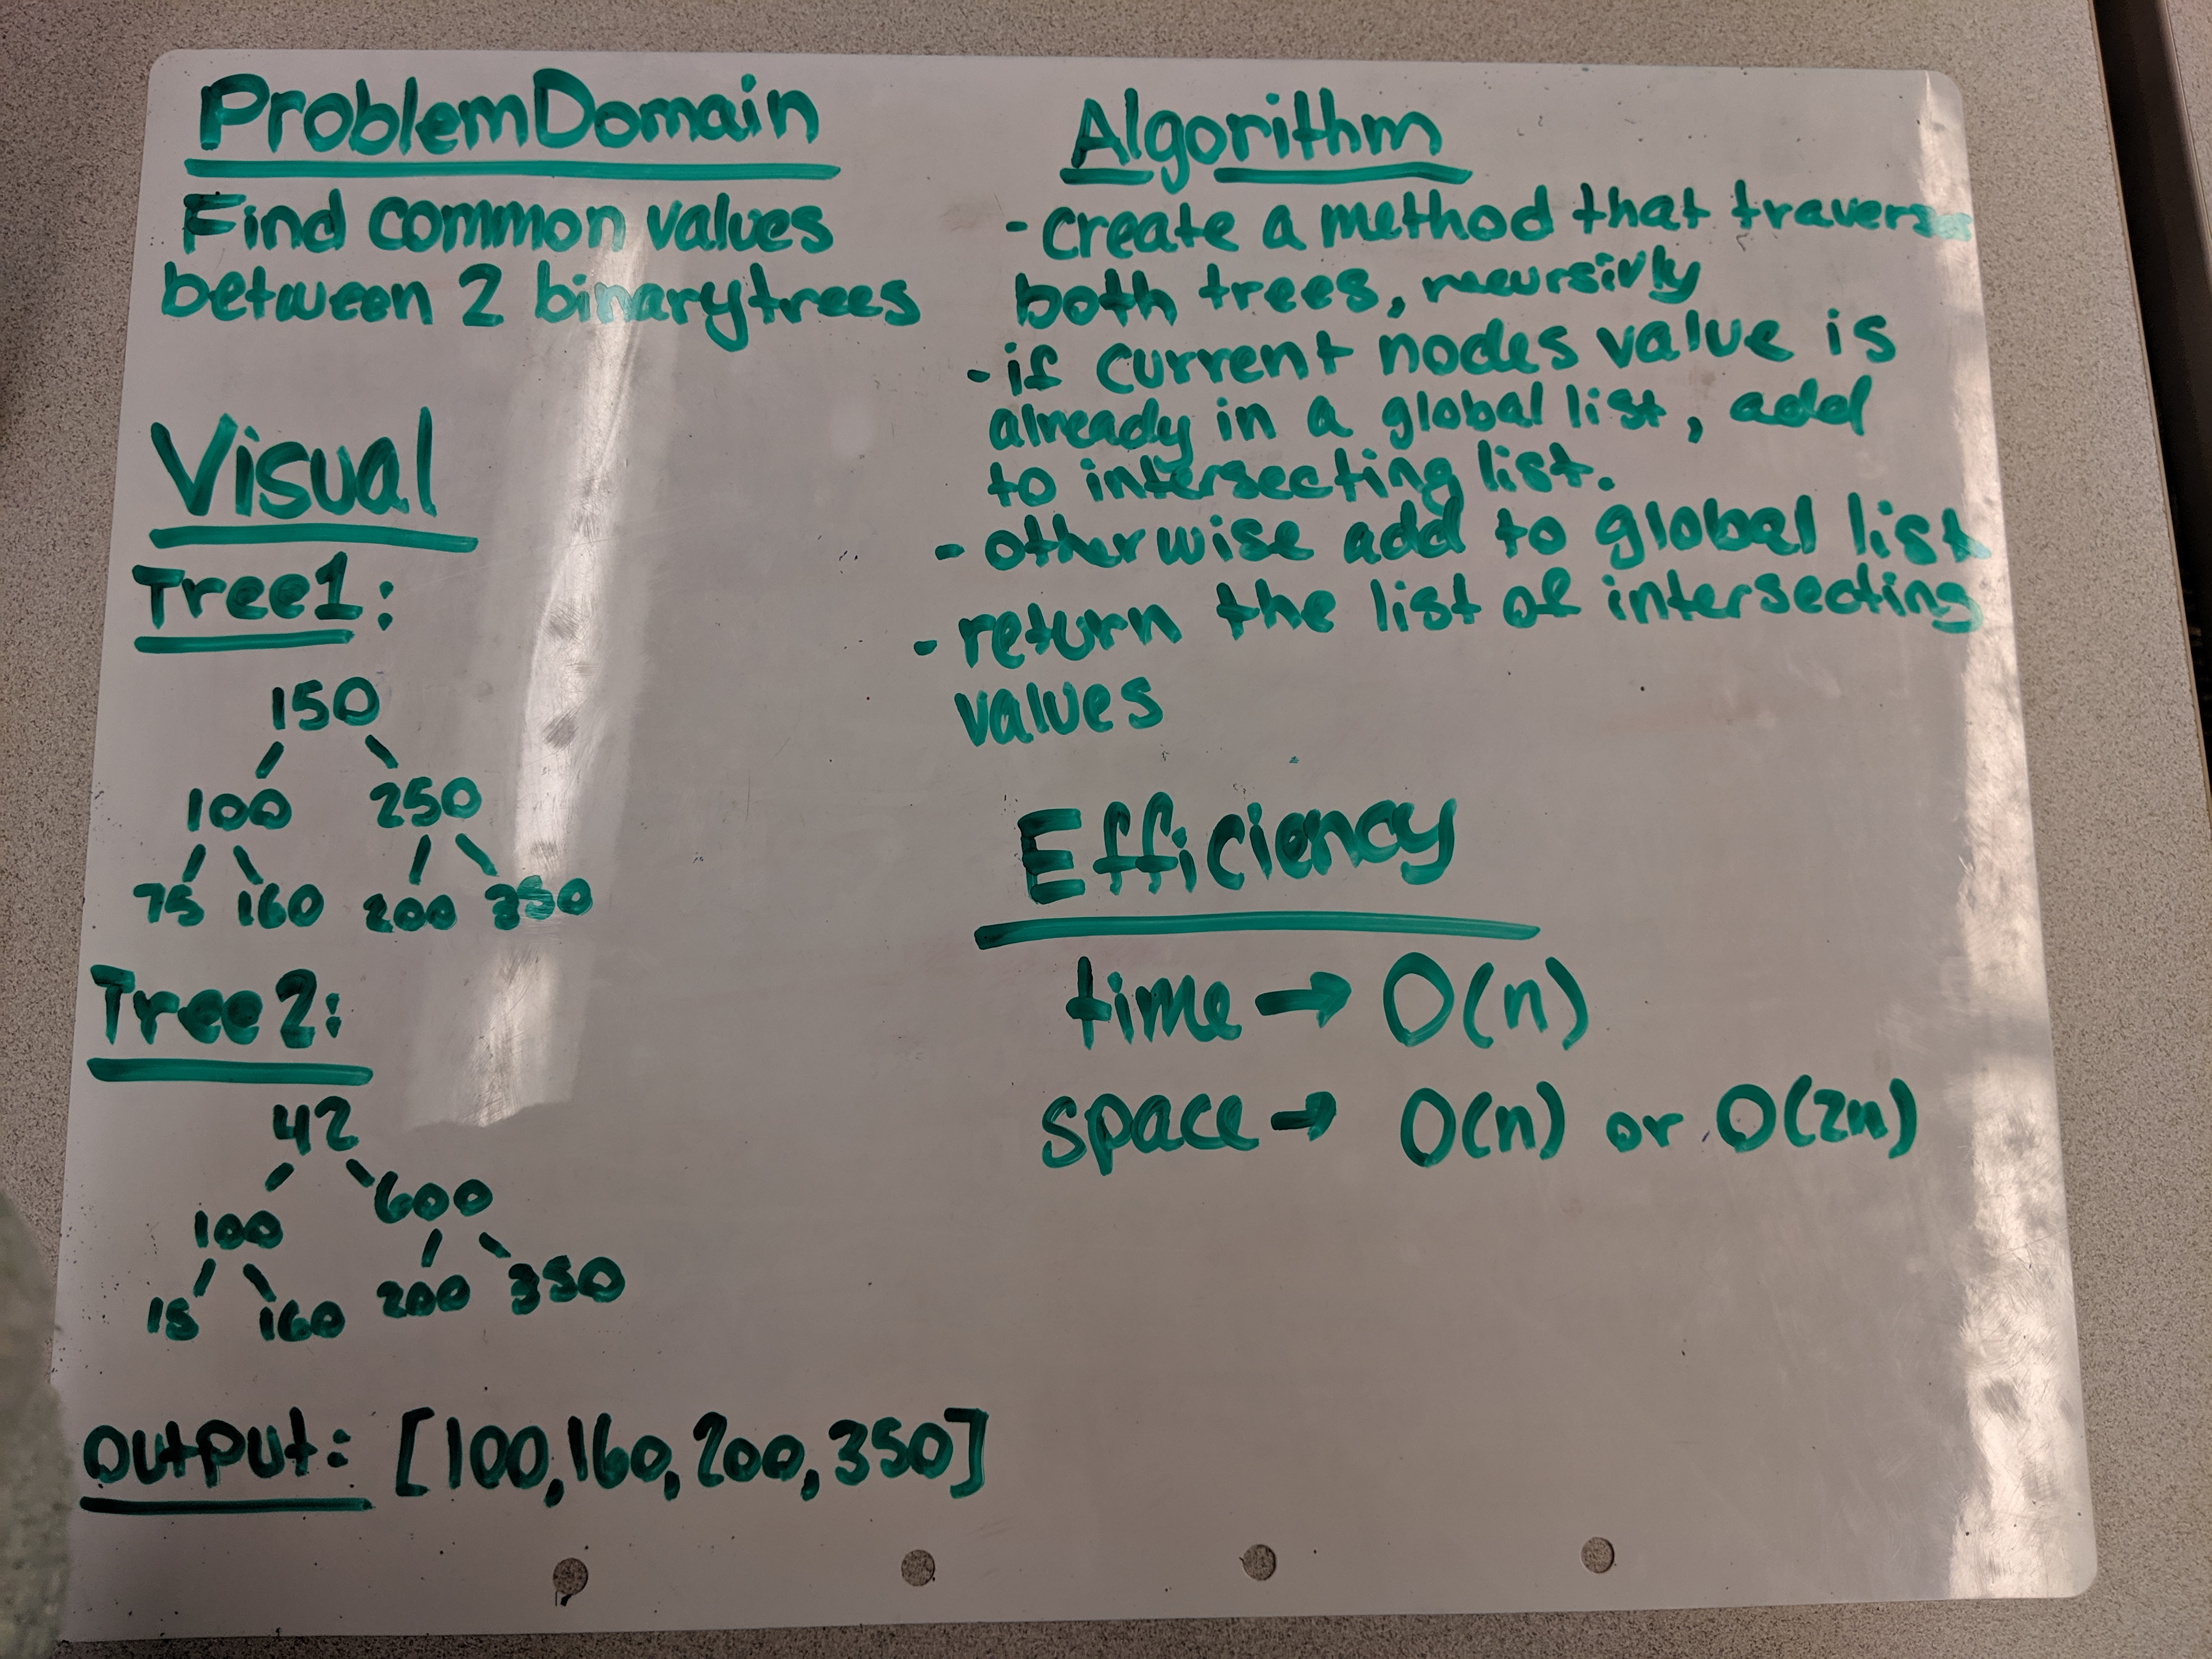 ProblemDomain
Find common values
between 2 binarytrees
Visual
Tree1:
150
100 250
75 160 200 350
Tree2:
42
100 600
15 160 200 350
output: [100,160,200,350]
Algorithm
- create a method that travers
both trees, recursivly
- if current nodes value is
already in a global list, add
to intersecting list.
- otherwise add to global list
- return the list of intersecting
values
Efficiency
time → O(n)
space → O(n) or O(2n)